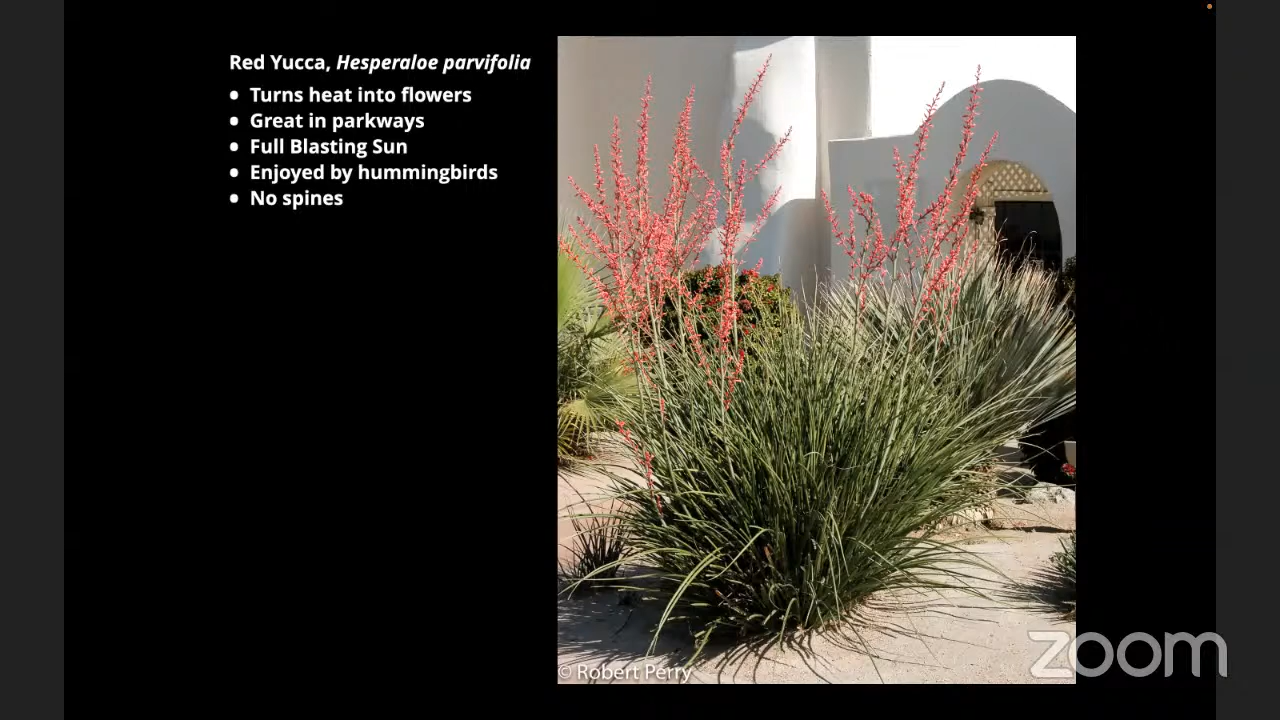 Red Yucca, Hesperaloe parvifolia
• Turns heat into flowers
• Great in parkways
• Full Blasting Sun
• Enjoyed by hummingbirds
• No spines
© Robert Perry
zoom